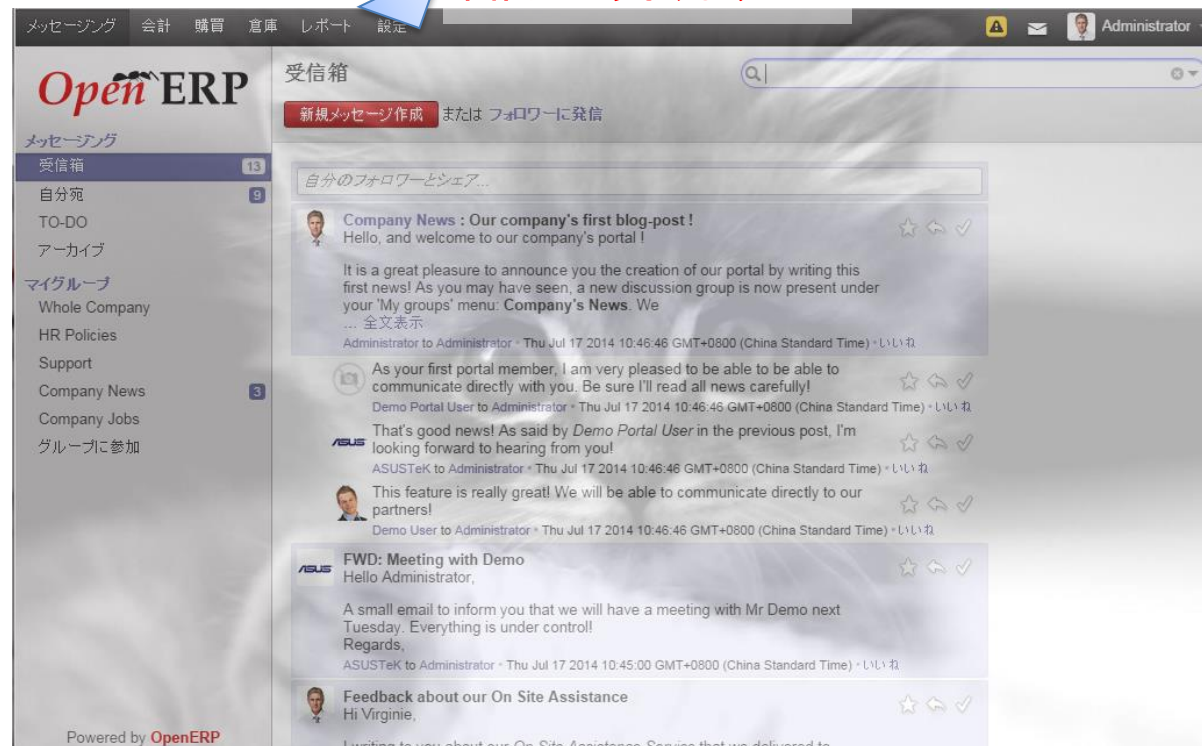 メッセージング 会計 購買 倉庫 レポート 設定
A
Administrator
OpenERP
受信箱
新規メッセージ作成 または フォロワーに発信
メッセージング
受信箱 13
自分宛 9
TO-DO
アーカイブ
マイグループ
Whole Company
HR Policies
Support
Company News 3
Company Jobs
グループに参加
自分のフォロワーとシェア...
Company News : Our company's first blog-post !
Hello, and welcome to our company's portal !
It is a great pleasure to announce you the creation of our portal by writing this
first news! As you may have seen, a new discussion group is now present under
your 'My groups' menu: Company's News. We
... 全文表示
Administrator to Administrator • Thu Jul 17 2014 10:46:46 GMT+0800 (China Standard Time) • いいね
As your first portal member, I am very pleased to be able to be able to
communicate directly with you. Be sure I'll read all news carefully!
Demo Portal User to Administrator • Thu Jul 17 2014 10:46:46 GMT+0800 (China Standard Time) • いいね
ASUS
That's good news! As said by Demo Portal User in the previous post, I'm
looking forward to hearing from you!
ASUSTeK to Administrator • Thu Jul 17 2014 10:46:46 GMT+0800 (China Standard Time) • いいね
This feature is really great! We will be able to communicate directly to our
partners!
Demo User to Administrator • Thu Jul 17 2014 10:46:46 GMT+0800 (China Standard Time) • いいね
ASUS
FWD: Meeting with Demo
Hello Administrator,
A small email to inform you that we will have a meeting with Mr Demo next
Tuesday. Everything is under control!
Regards,
ASUSTeK to Administrator • Thu Jul 17 2014 10:45:00 GMT+0800 (China Standard Time) • いいね
Feedback about our On Site Assistance
Hi Virginie,
I writing to you about our On Site Assistance Service that we delivered to
Powered by OpenERP